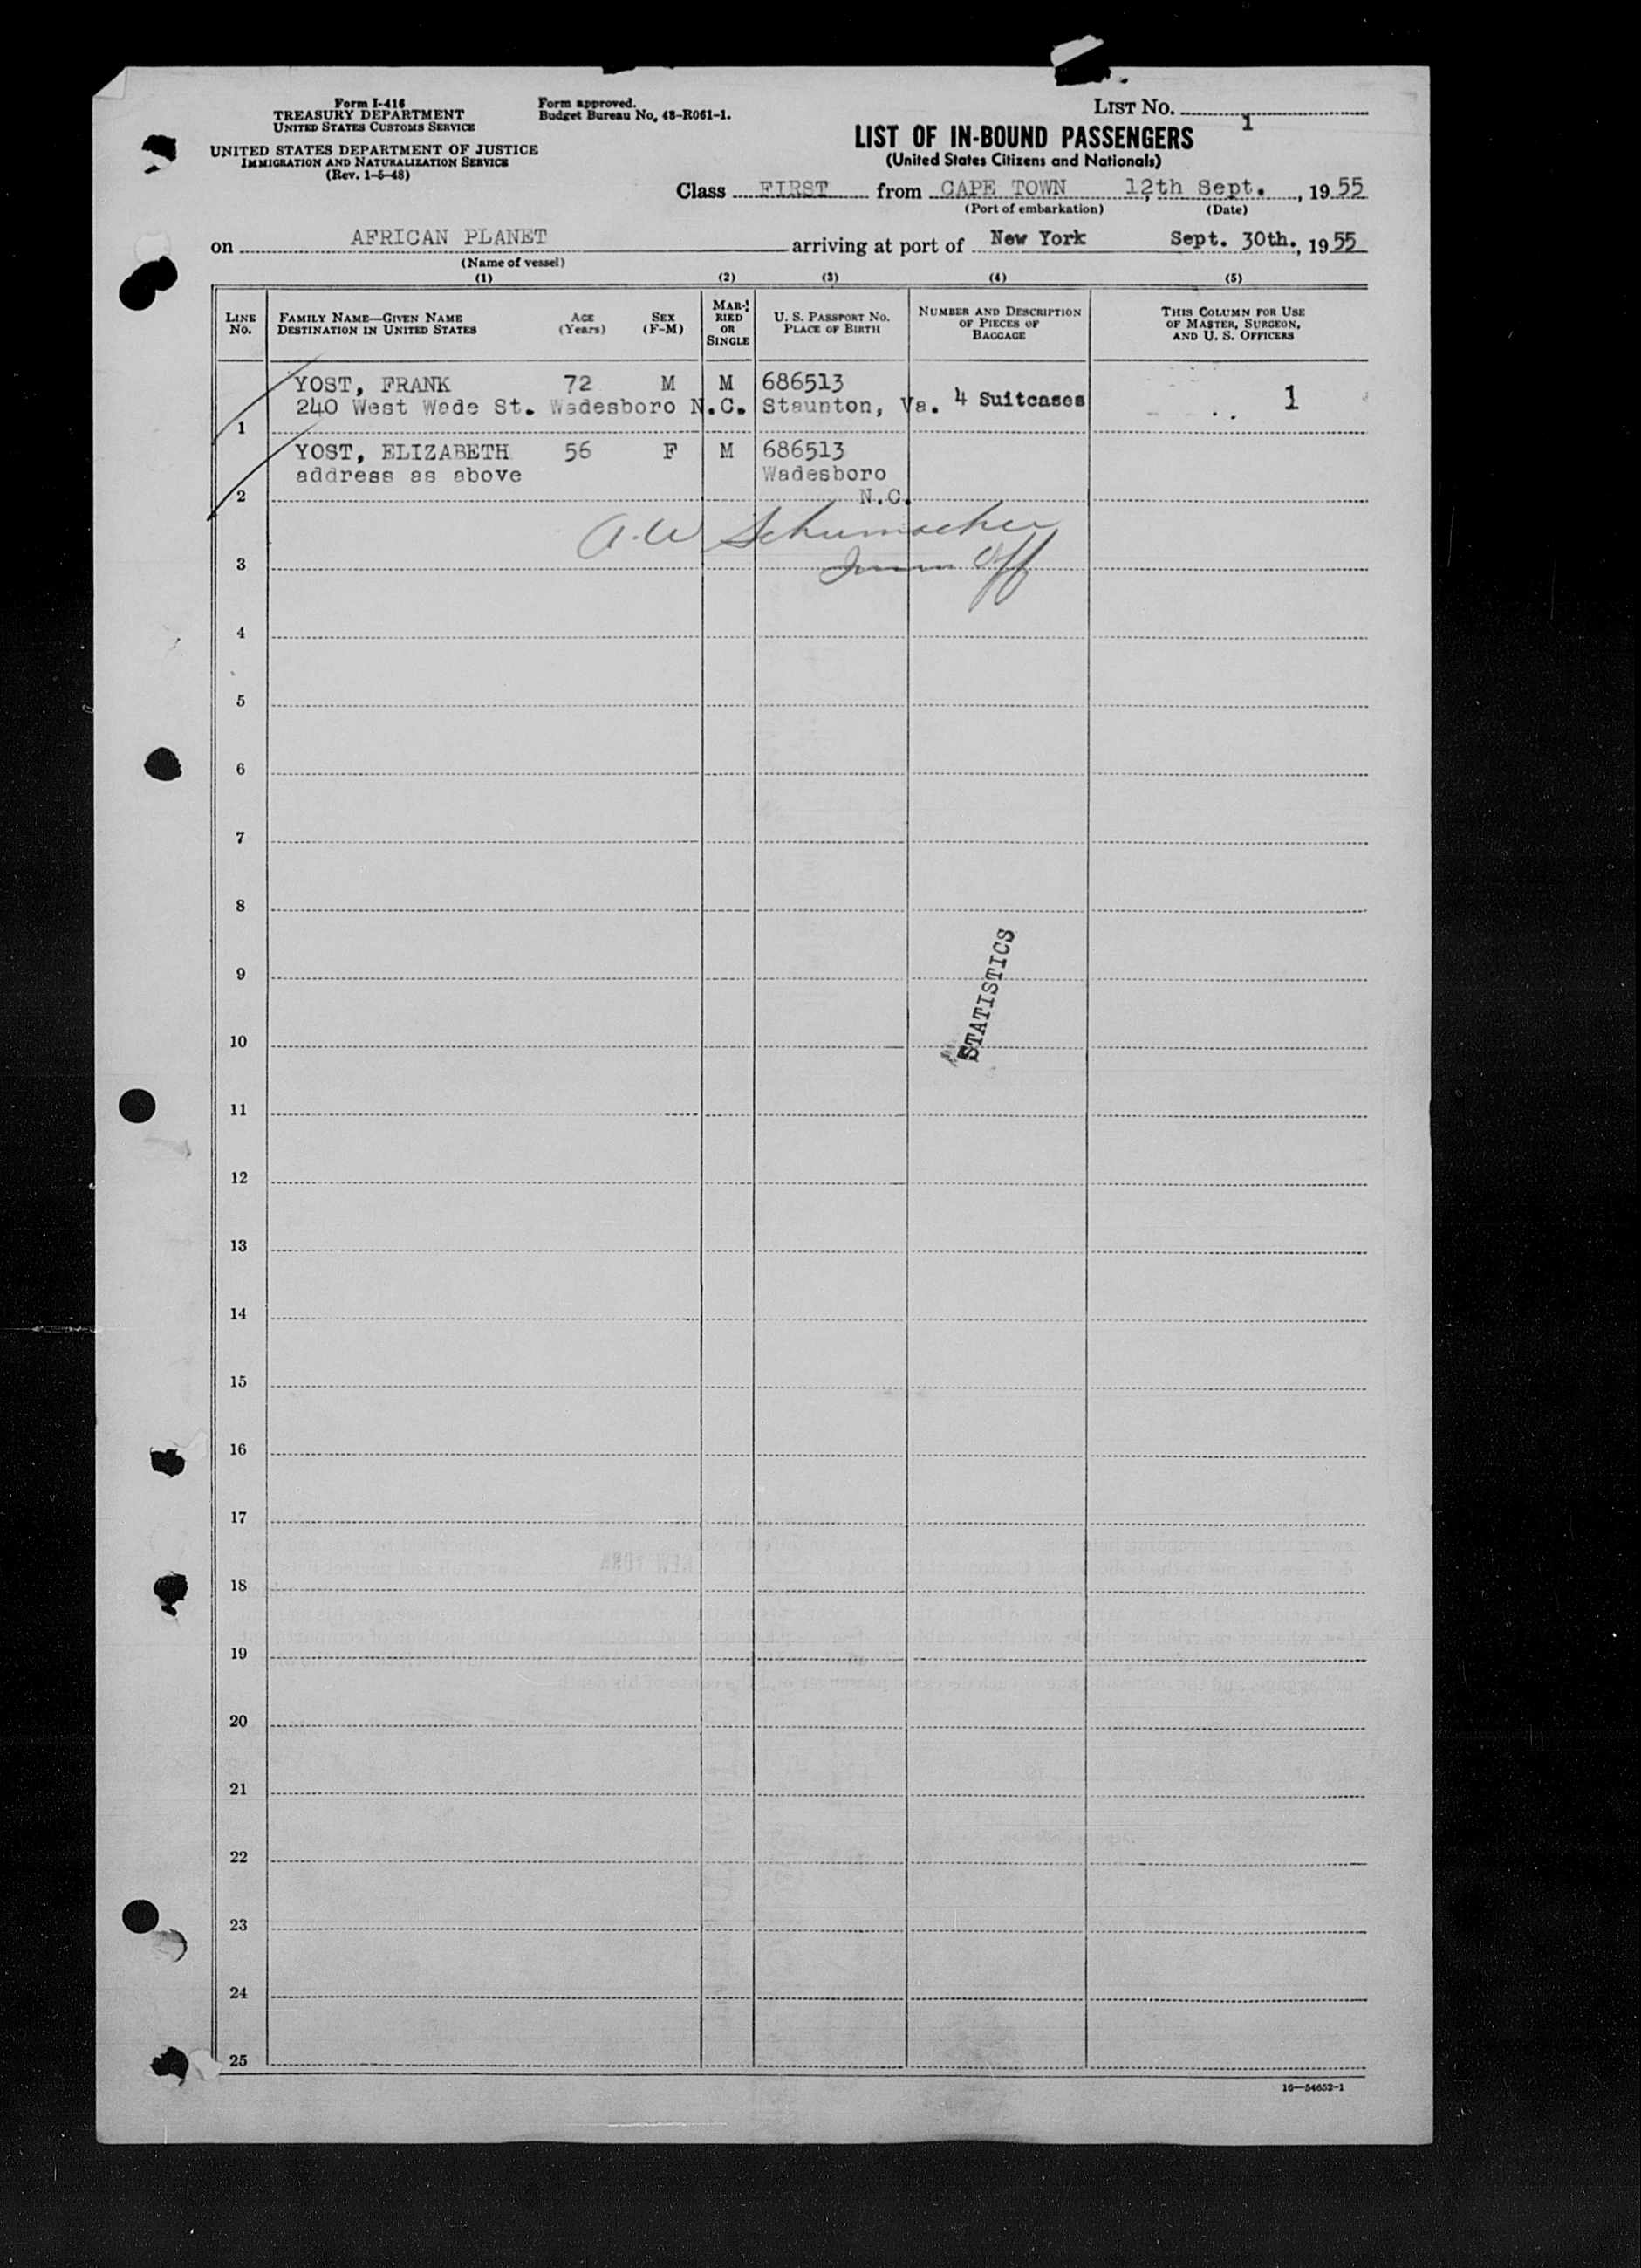 Form I-416
TREASURY DEPARTMENT
UNITED STATES CUSTOMS SERVICE
UNITED STATES DEPARTMENT OF JUSTICE
IMMIGRATION AND NATURALIZATION SERVICE
(Rev. 1-5-48)
Form approved.
Budget Bureau No. 43-R061-1.
LIST No. 1
LIST OF IN-BOUND PASSENGERS
(United States Citizens and Nationals)
Class FIRST from CAPE TOWN 12th Sept., 1955
(Port of embarkation) (Date)
on AFRICAN PLANET arriving at port of New York Sept. 30th., 1955
(Name of vessel)
(1) (2) (3) (4) (5)
LINE No.
FAMILY NAME—GIVEN NAME
DESTINATION IN UNITED STATES
AGE (Years)
SEX (F-M)
MARRIED OR SINGLE
U. S. PASSPORT NO.
PLACE OF BIRTH
NUMBER AND DESCRIPTION OF PIECES OF BAGGAGE
THIS COLUMN FOR USE OF MASTER, SURGEON, AND U. S. OFFICERS
YOST, FRANK 72 M M 686513
240 West Wade St. Wadesboro N.C. Staunton, Va. 4 Suitcases 1
1
YOST, ELIZABETH 56 F M 686513
address as above Wadesboro
2 N.C.
A.W Schumacher
3 Imm Off
4
5
6
7
8
9
STATISTICS
10
11
12
13
14
15
16
17
18
19
20
21
22
23
24
25
16—54652-1